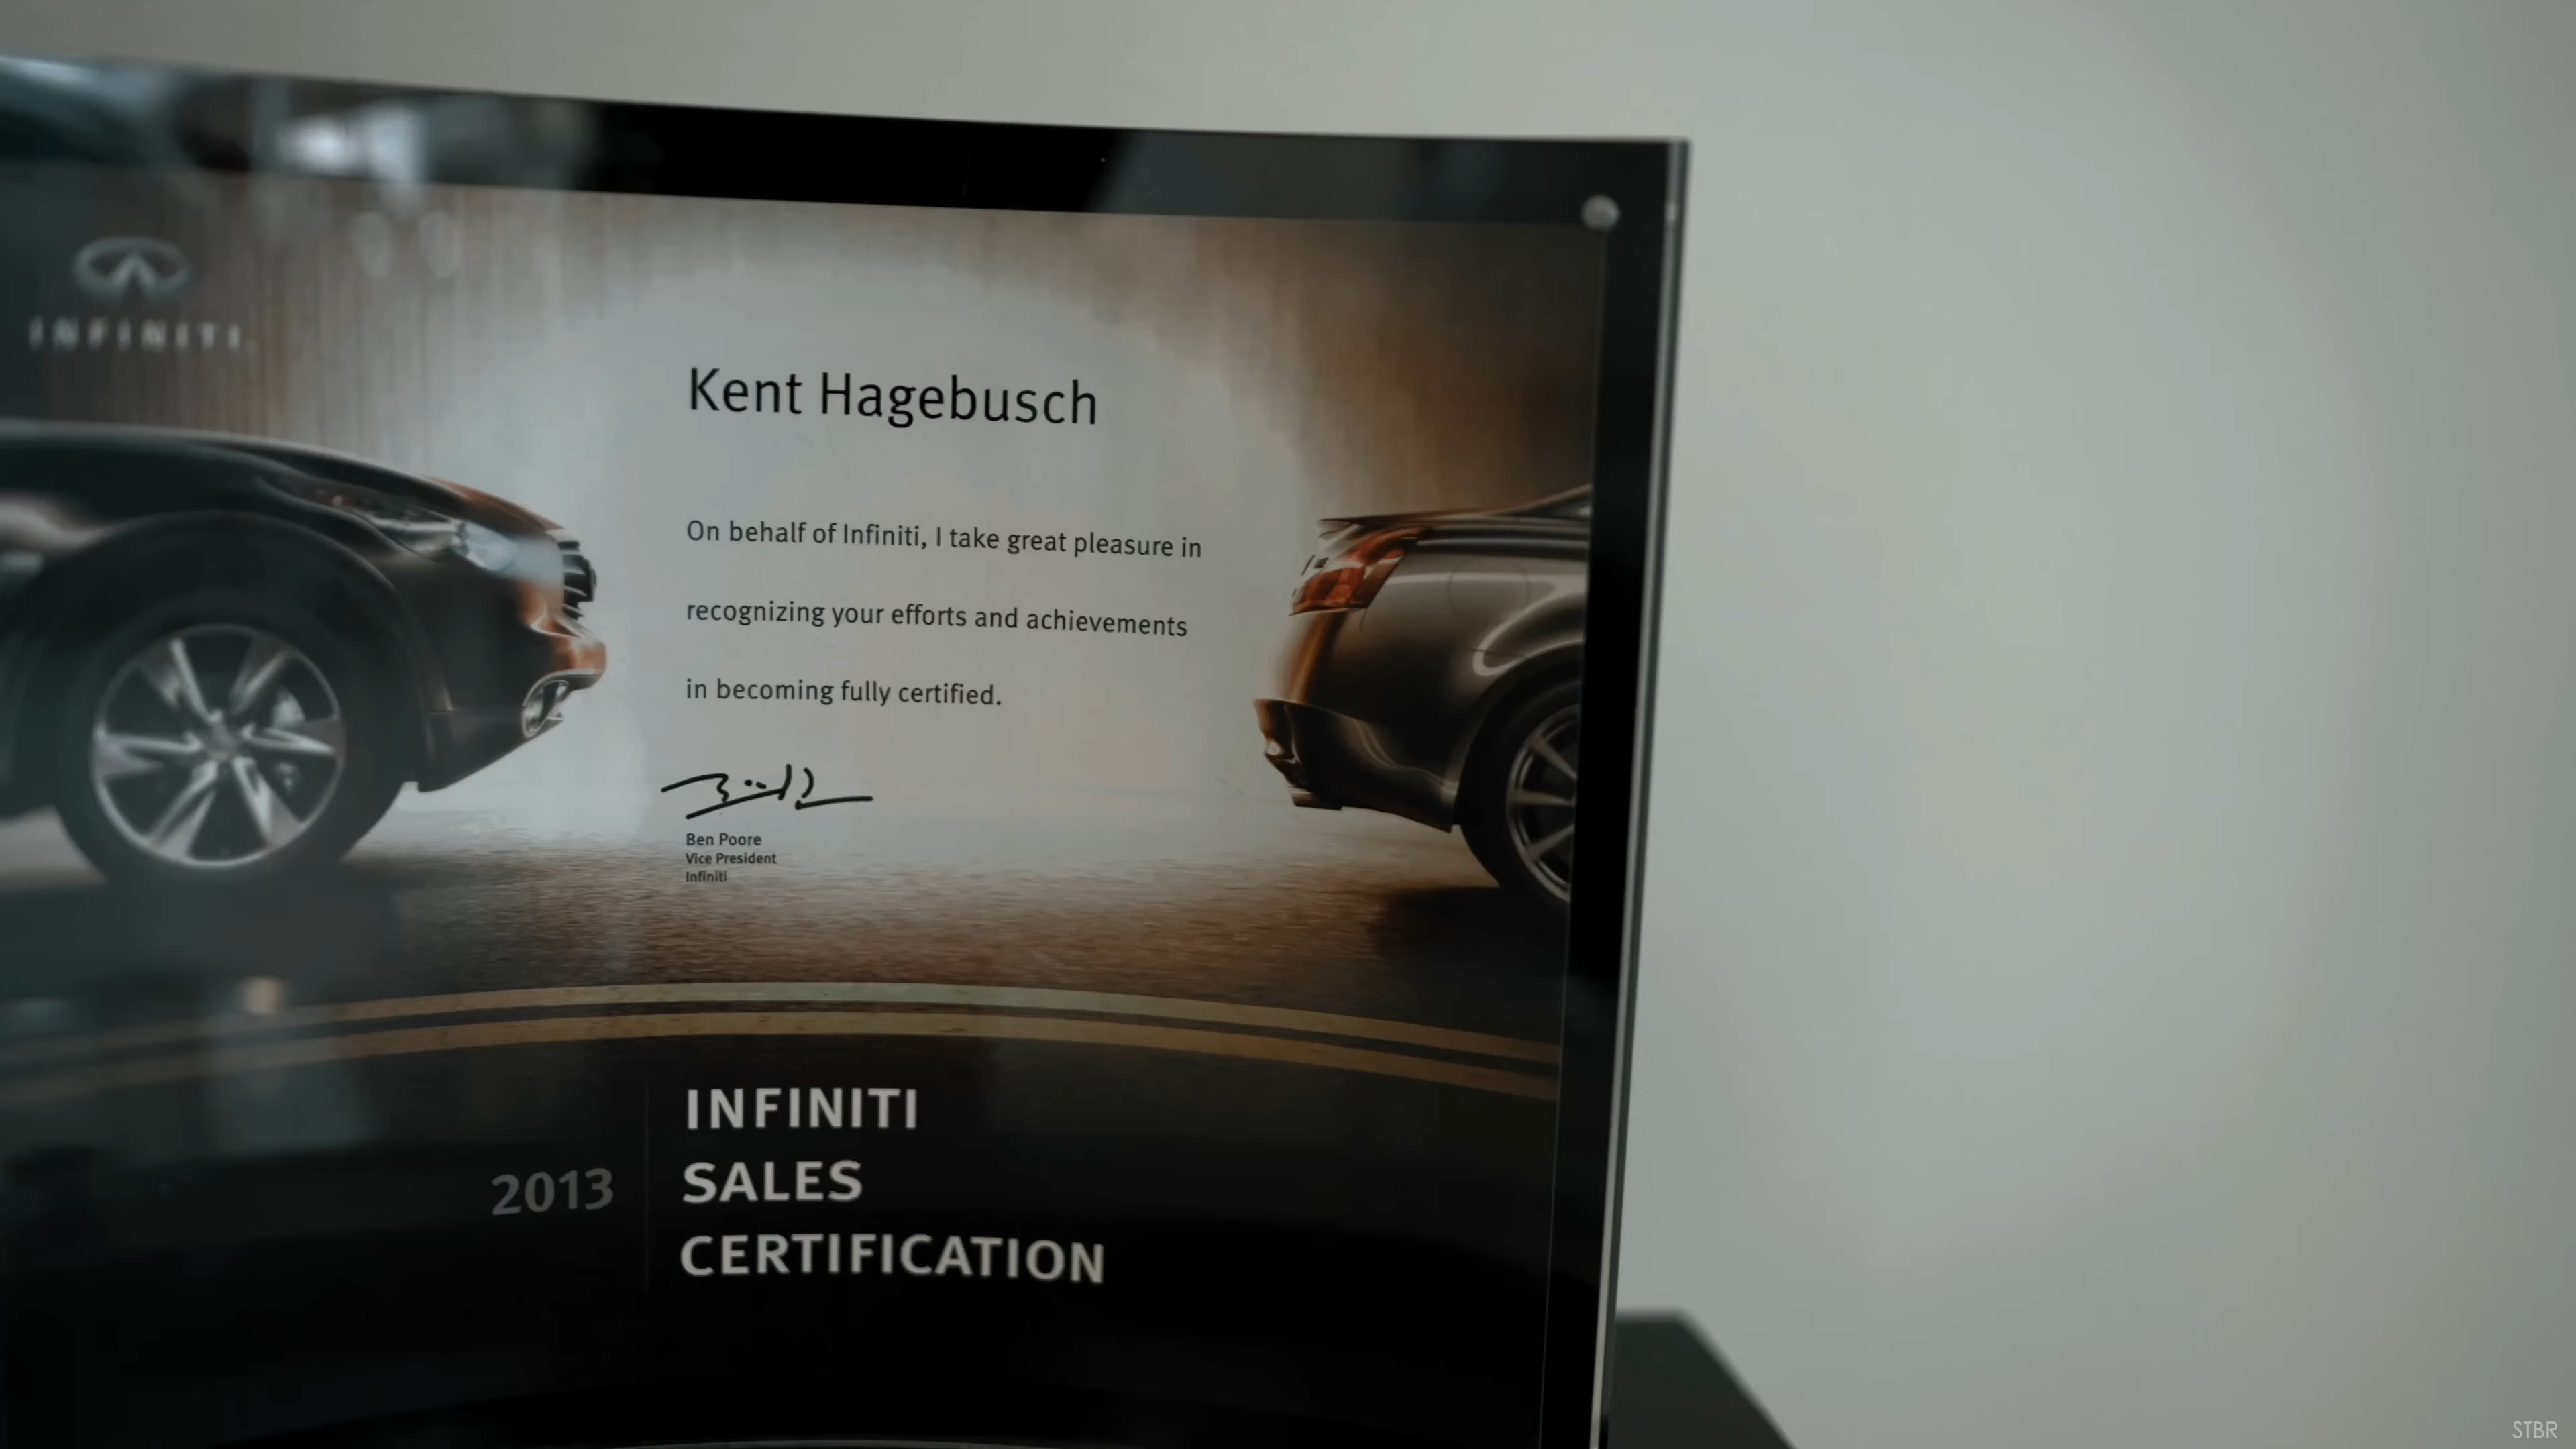 INFINITI
Kent Hagebusch
On behalf of Infiniti, I take great pleasure in
recognizing your efforts and achievements
in becoming fully certified.
Ben Poore
Vice President
Infiniti
2013
INFINITI
SALES
CERTIFICATION
STBR